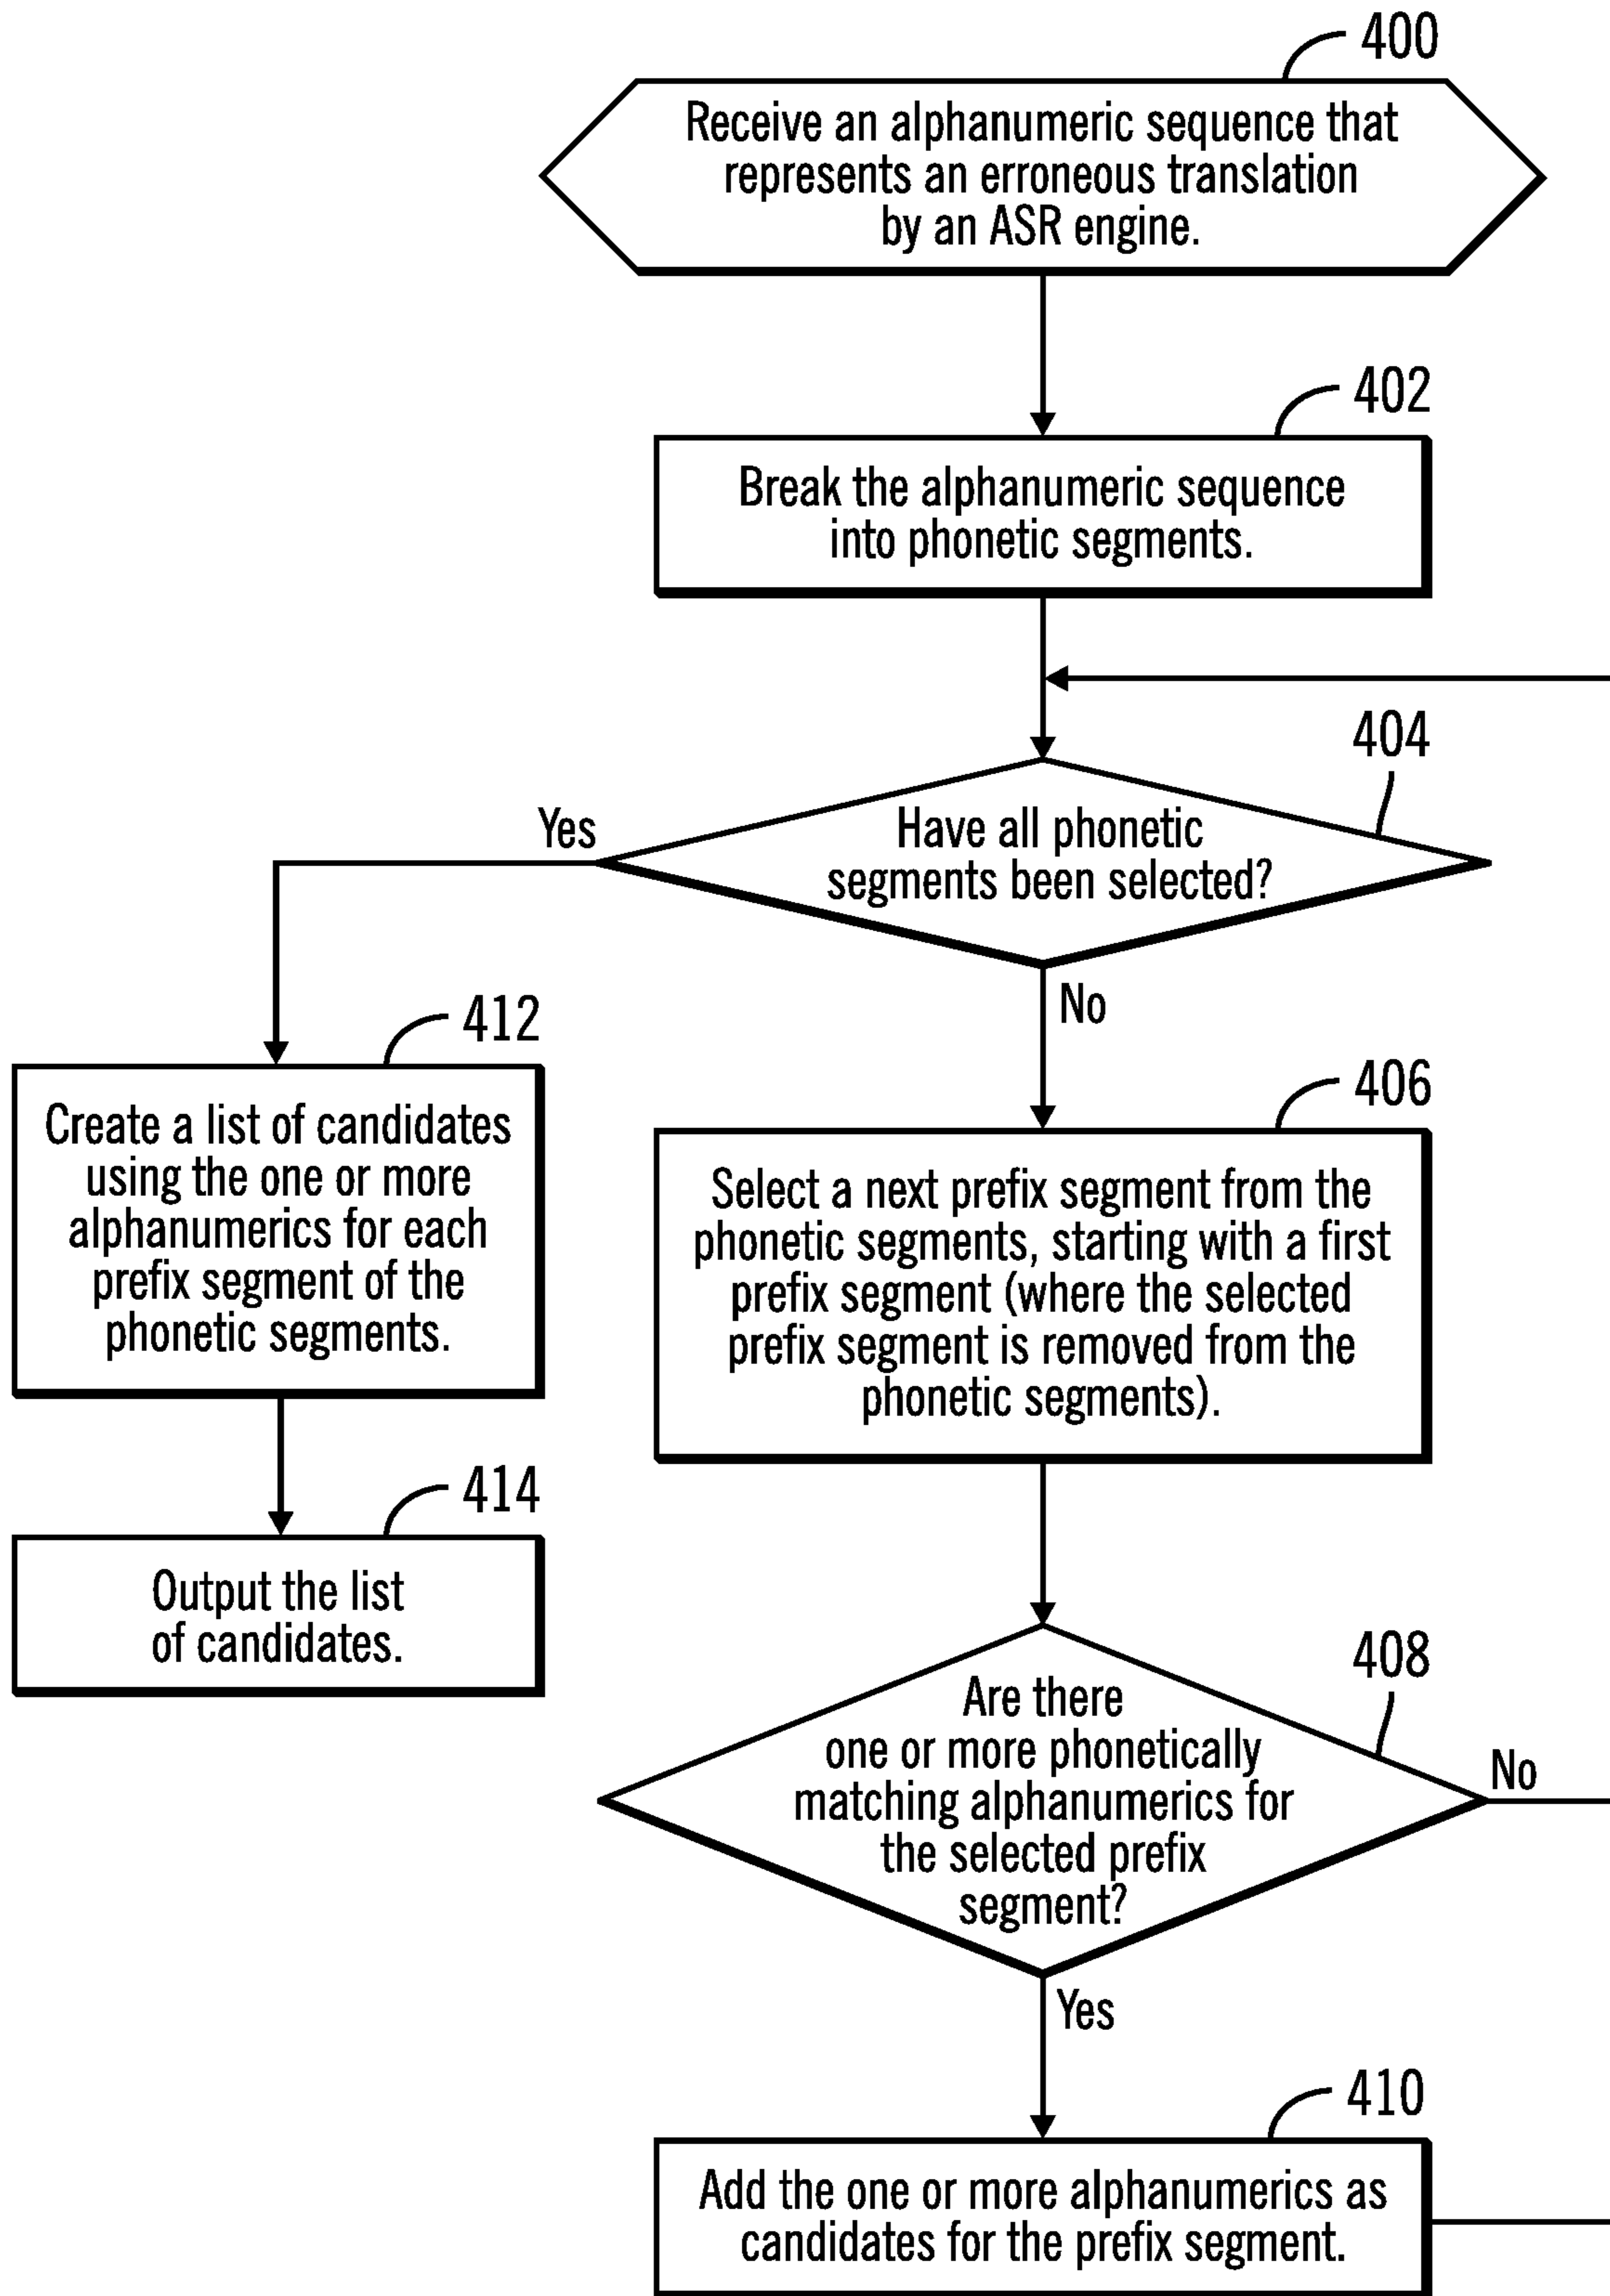 400
Receive an alphanumeric sequence that
represents an erroneous translation
by an ASR engine.
402
Break the alphanumeric sequence
into phonetic segments.
404
Have all phonetic
segments been selected?
Yes
No
412
Create a list of candidates
using the one or more
alphanumerics for each
prefix segment of the
phonetic segments.
414
Output the list
of candidates.
406
Select a next prefix segment from the
phonetic segments, starting with a first
prefix segment (where the selected
prefix segment is removed from the
phonetic segments).
408
Are there
one or more phonetically
matching alphanumerics for
the selected prefix
segment?
No
Yes
410
Add the one or more alphanumerics as
candidates for the prefix segment.